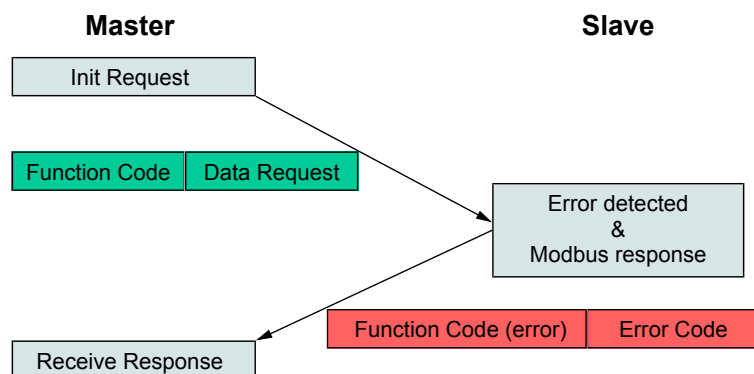 Master
Slave
Init Request
Function Code
Data Request
Error detected
&
Modbus response
Function Code (error)
Error Code
Receive Response